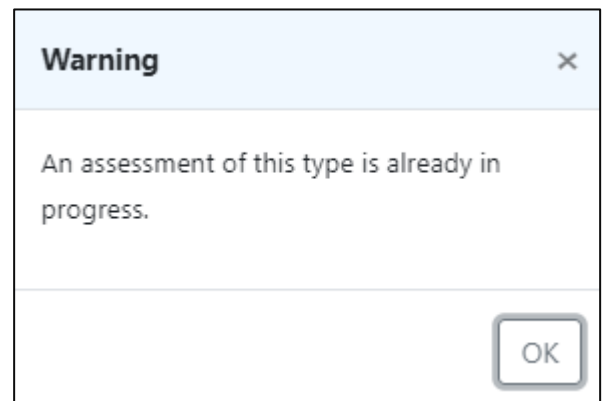 Warning
An assessment of this type is already in
progress.
OK